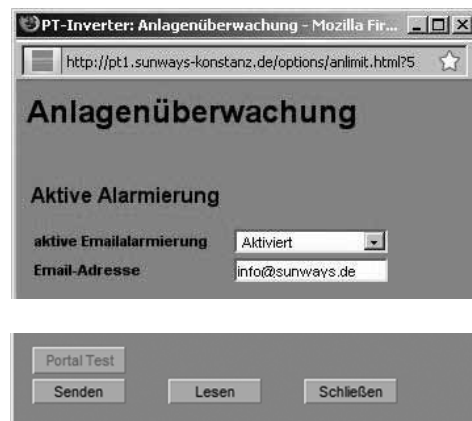 PT-Inverter: Anlagenüberwachung - Mozilla Fir...
http://pt1.sunways-konstanz.de/options/anlimit.html?5
Anlagenüberwachung
Aktive Alarmierung
aktive Emailalarmierung Aktiviert
Email-Adresse info@sunways.de
Portal Test
Senden Lesen Schließen